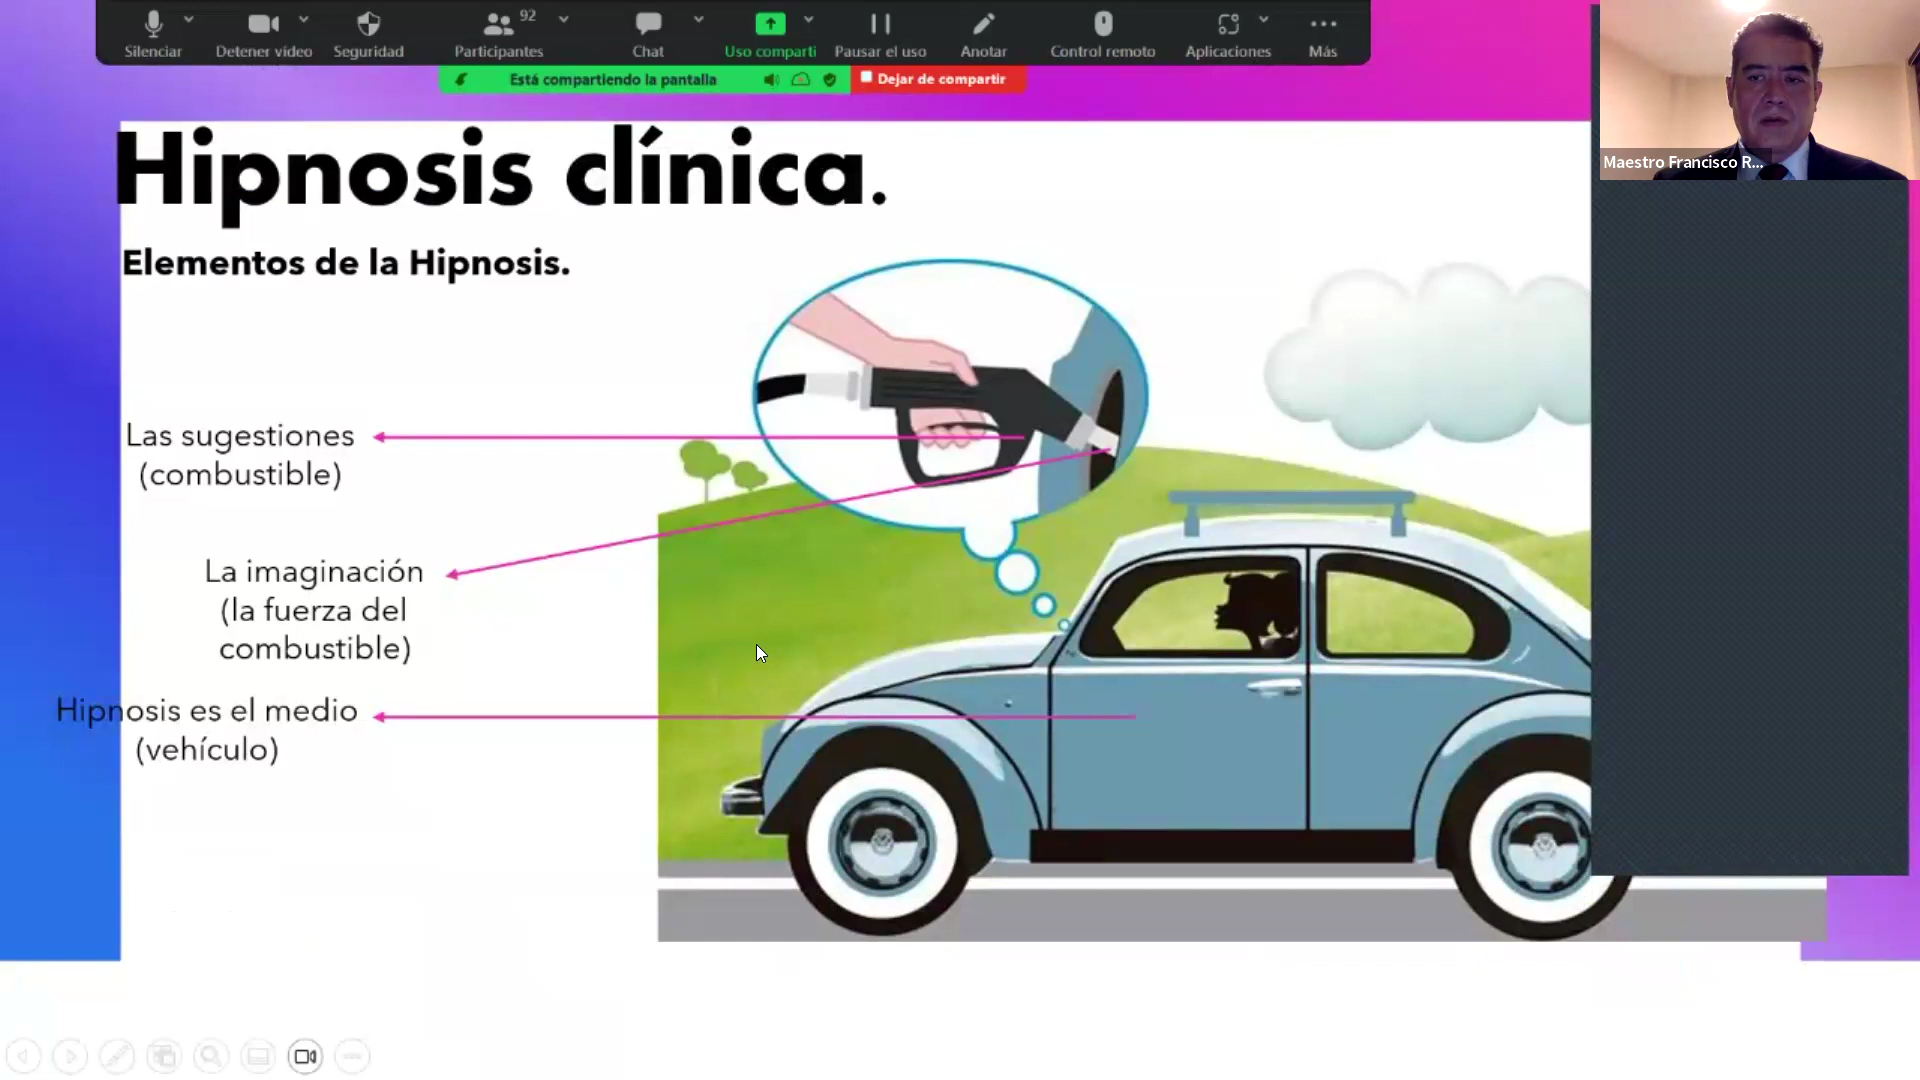 92
Silenciar
Detener vídeo
Seguridad
Participantes
Chat
Uso comparti
Pausar el uso
Anotar
Control remoto
Aplicaciones
Más
Está compartiendo la pantalla
Dejar de compartir
Maestro Francisco R...
Hipnosis clínica.
Elementos de la Hipnosis.
Las sugestiones
(combustible)
La imaginación
(la fuerza del
combustible)
Hipnosis es el medio
(vehículo)